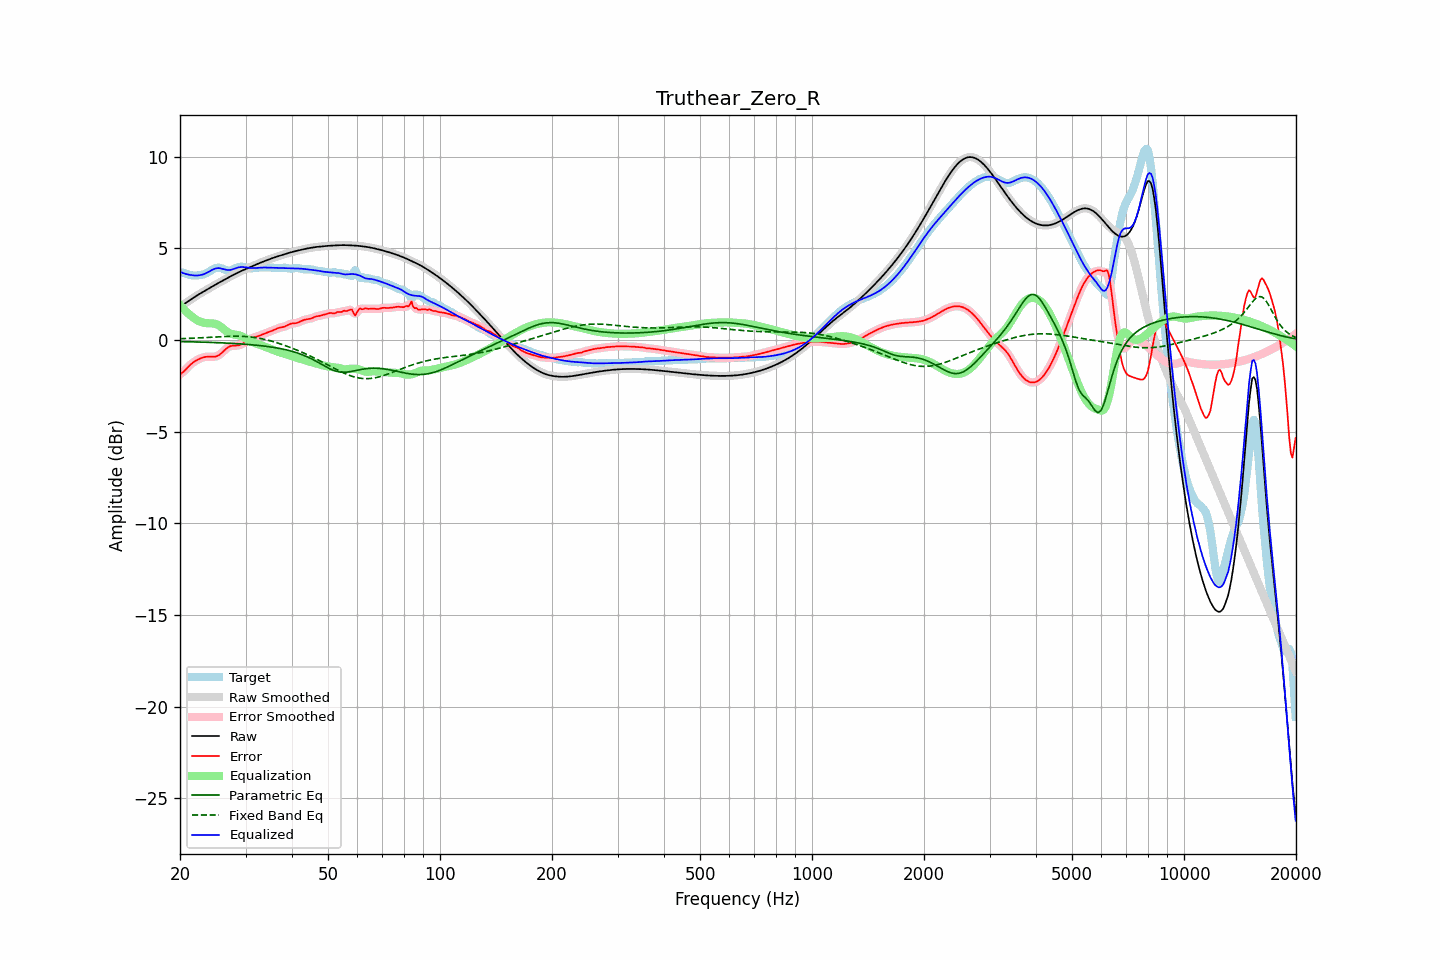 Truthear_Zero_R
Amplitude (dBr)
10
5
0
−5
−10
−15
−20
−25
Target
Raw Smoothed
Error Smoothed
Raw
Error
Equalization
Parametric Eq
Fixed Band Eq
Equalized
20
50
100
200
500
1000
2000
5000
10000
20000
Frequency (Hz)